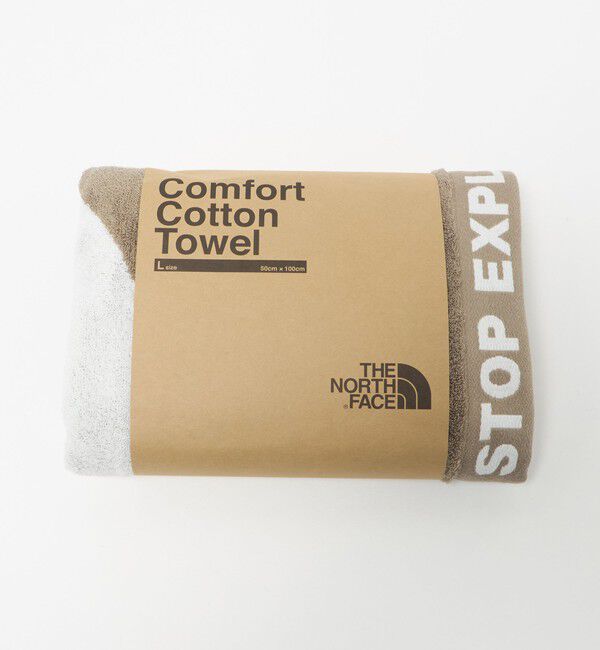 Comfort
Cotton
Towel
L size 50cm × 100cm
THE
NORTH
®FACE
STOP EXPL